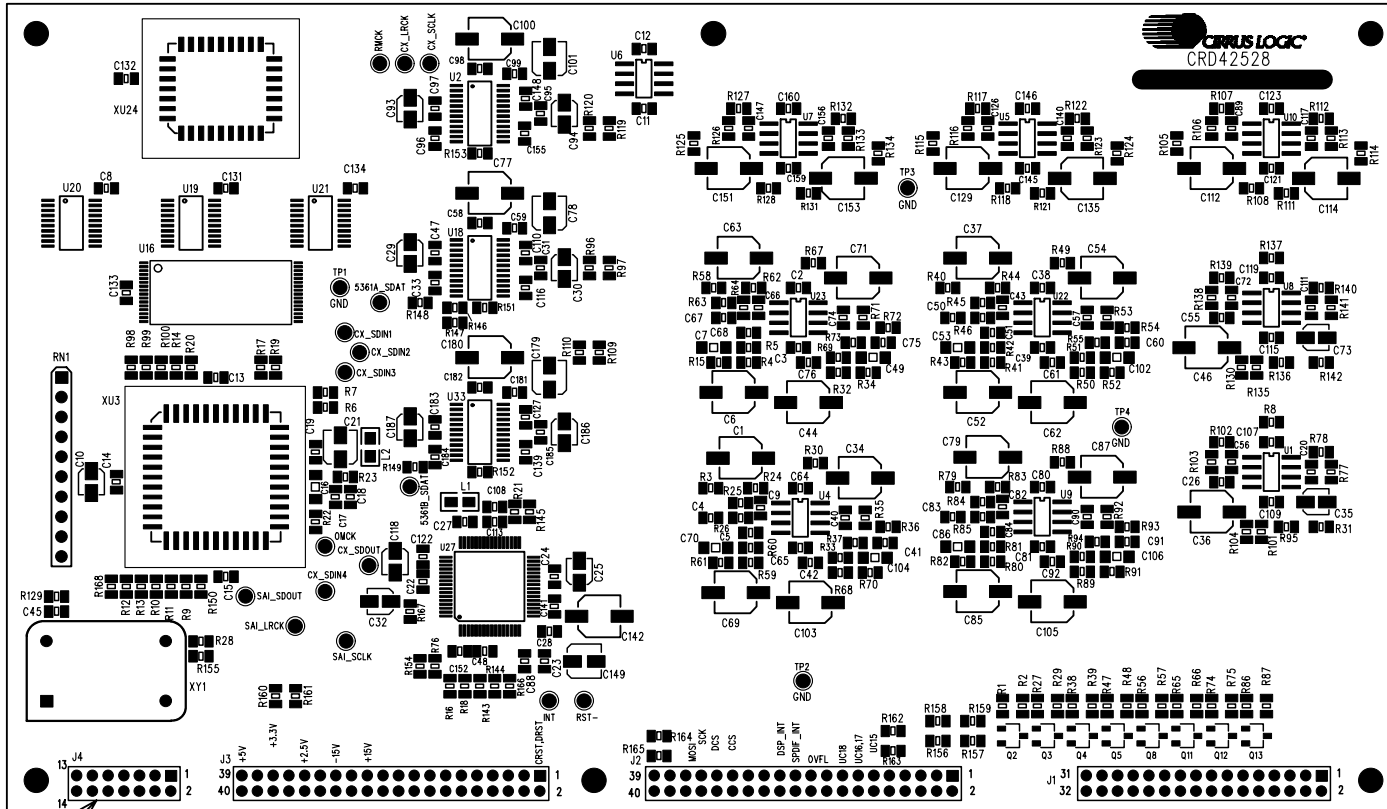 CIRRUS LOGIC®
CRD42528
RMCK
CX_LRCK
CX_SCLK
C100
C132
XU24
C98
C99
C101
U6
C12
C11
U2
C97
C93
C96
C148
C95
C155
C94
R120
R119
R153
C77
R127
C160
C147
C156
R132
R125
R126
U7
R133
R134
C151
C159
R128
R131
C153
TP3
GND
R117
C146
C126
R122
R115
R116
U5
C140
R123
R124
C129
C145
R118
R121
C135
R107
C123
C89
C117
R112
R105
R106
U10
R113
R114
C112
C121
R108
R111
C114
U20
C8
U19
C131
U21
C134
C58
C59
C78
U18
C47
C29
C33
C110
C31
C116
C30
R96
R97
U16
C133
TP1
GND
5361A_SDAT
R148
R147
R146
R151
CX_SDIN1
CX_SDIN2
CX_SDIN3
C180
C179
R110
R109
C63
R67
C71
R58
R64
R62
C2
R63
C66
U23
C67
C74
R71
C68
R72
C7
R5
R73
C75
R15
R4
C3
R69
C49
C76
R32
R34
C6
C44
C37
R49
C54
R40
R44
C38
C50
R45
C43
U22
C57
R53
R46
C51
R54
C53
R42
R55
C60
R43
R41
C39
R51
C61
R50
R52
C102
C52
C62
R137
R139
C119
C72
C111
R140
R138
U8
R141
C55
C115
C73
C46
R130
R135
R136
R142
R98
R99
R100
R14
R20
R17
R19
C13
RN1
XU3
R7
R6
C182
C181
C183
U33
C187
C127
C186
C184
C139
C185
R152
C19
C21
L2
C10
C14
C16
R23
C18
C17
R22
R149
5361B_SDAT
L1
C108
R21
R145
C27
C113
C1
R30
C34
R3
R24
C64
R25
C9
U4
C4
C40
R35
R26
R36
C5
R37
C70
R60
C65
R33
C41
R61
R59
C42
C104
R68
R70
C69
C103
TP4
GND
C79
R88
C87
R79
R83
C80
R84
C82
U9
C83
C90
R92
R85
C84
R93
C86
R81
R94
C91
R82
R80
C81
R90
C106
C92
R89
R91
C85
C105
R8
R102
C107
C56
C20
R78
R103
U1
R77
C26
C109
C35
C36
R104
R101
R95
R31
OMCK
CX_SDOUT
C118
C122
U27
C24
C25
C22
C141
R167
C32
C142
C28
C149
CX_SDIN4
R68
R12
R13
R10
R11
R9
R150
C15
SAI_SDOUT
SAI_LRCK
SAI_SCLK
R129
C45
R28
R155
XY1
R154
R76
C152
C48
R144
R166
C88
C23
R16
R18
R143
INT
RST-
R160
R161
TP2
GND
R1
R2
R27
R29
R38
R39
R47
R48
R56
R57
R65
R66
R74
R75
R86
R87
Q2
Q3
Q4
Q5
Q8
Q11
Q12
Q13
R164
R165
R158
R159
R156
R157
R162
R163
J4
13
14
1
2
J3
39
40
+5V
+3.3V
+2.5V
-15V
+15V
CRST,DRST
1
2
J2
39
40
MOSI
SCK
DCS
CCS
DSP_INT
SPDIF_INT
OVFL
UC18
UC16,17
UC15
1
2
J1
31
32
1
2